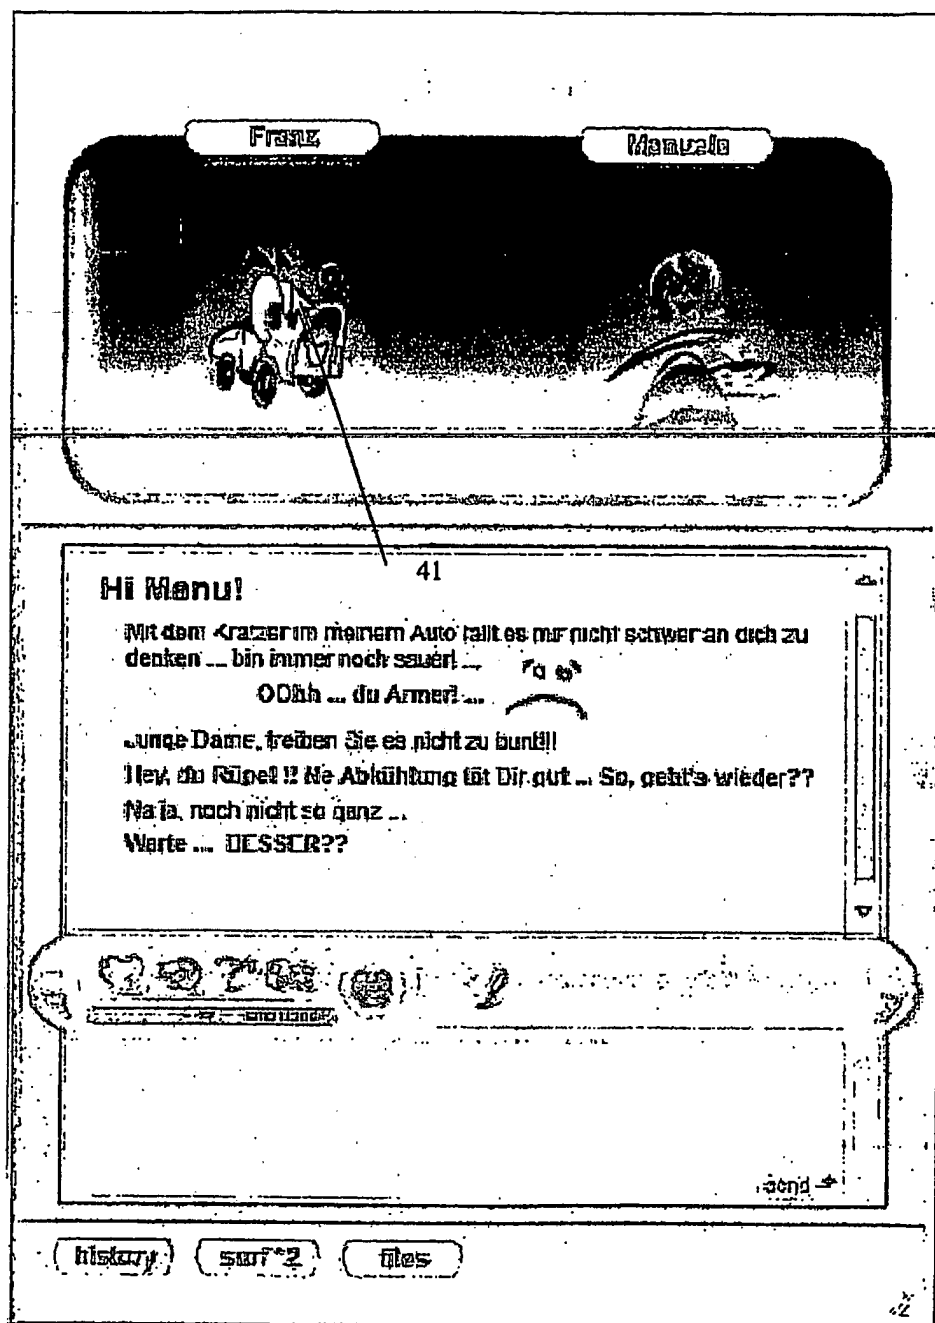 Franz
Manuela
41
Hi Manu!
Mit dem Kratzer im meinem Auto fällt es mir nicht schwer an dich zu
denken ... bin immer noch sauer! ...
OOhh ... du Armer! ...
Junge Dame, treiben Sie es nicht zu bunt!!!
Hey, du Rüpel !! Ne Abkühlung tut Dir gut ... So, geht's wieder??
Na ja, noch nicht so ganz ...
Warte ... BESSER??
emotions
send
history
surf*2
files